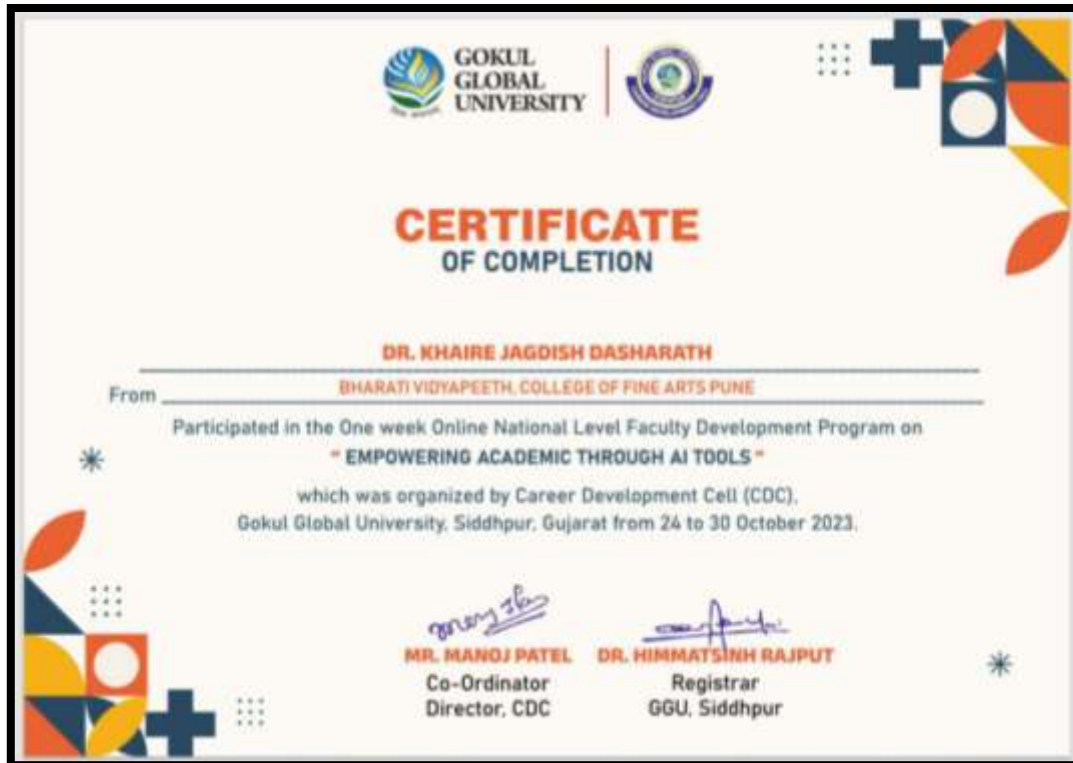 GOKUL
GLOBAL
UNIVERSITY
CERTIFICATE
OF COMPLETION
DR. KHAIRE JAGDISH DASHARATH
From BHARATI VIDYAPEETH, COLLEGE OF FINE ARTS PUNE
Participated in the One week Online National Level Faculty Development Program on
" EMPOWERING ACADEMIC THROUGH AI TOOLS "
which was organized by Career Development Cell (CDC),
Gokul Global University, Siddhpur, Gujarat from 24 to 30 October 2023.
MR. MANOJ PATEL DR. HIMMATSINH RAJPUT
Co-Ordinator Registrar
Director, CDC GGU, Siddhpur